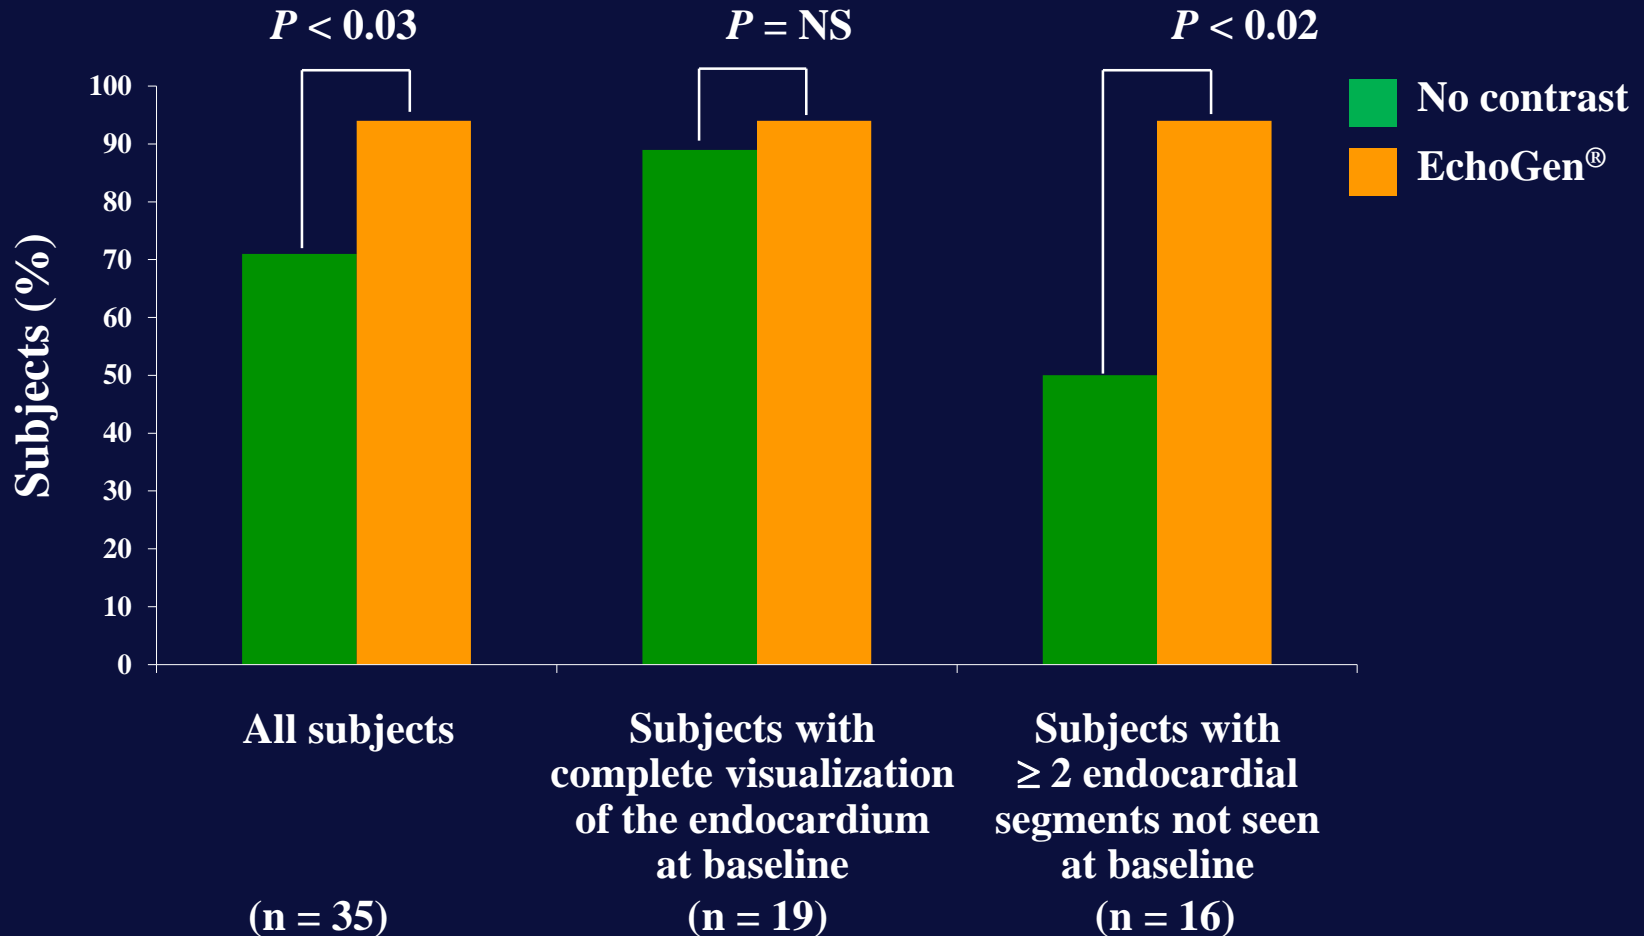 P < 0.03
P = NS
P < 0.02
No contrast
EchoGen®
Subjects (%)
100
90
80
70
60
50
40
30
20
10
0
All subjects
(n = 35)
Subjects with
complete visualization
of the endocardium
at baseline
(n = 19)
Subjects with
≥ 2 endocardial
segments not seen
at baseline
(n = 16)